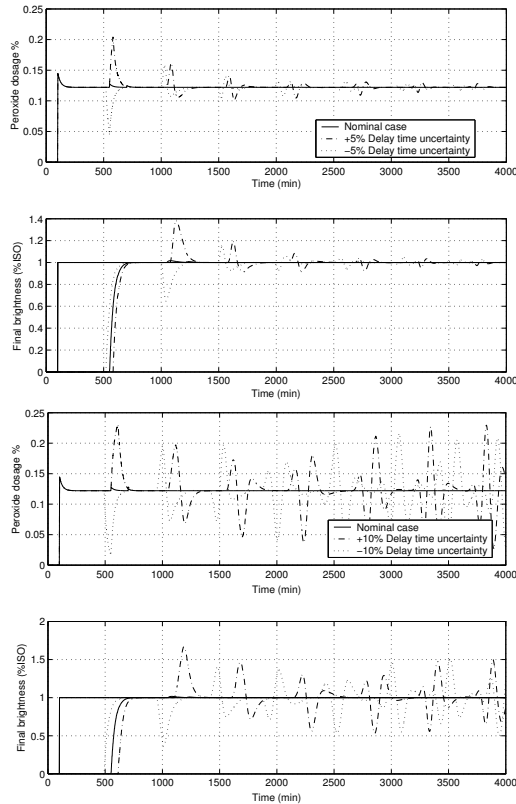 Peroxide dosage %
0.25
0.2
0.15
0.1
0.05
0
0 500 1000 1500 2000 2500 3000 3500 4000
Time (min)
Nominal case
+5% Delay time uncertainty
−5% Delay time uncertainty
Final brightness (%ISO)
1.4
1.2
1
0.8
0.6
0.4
0.2
0
0 500 1000 1500 2000 2500 3000 3500 4000
Time (min)
Peroxide dosage %
0.25
0.2
0.15
0.1
0.05
0
0 500 1000 1500 2000 2500 3000 3500 4000
Time (min)
Nominal case
+10% Delay time uncertainty
−10% Delay time uncertainty
Final brightness (%ISO)
2
1.5
1
0.5
0
0 500 1000 1500 2000 2500 3000 3500 4000
Time (min)